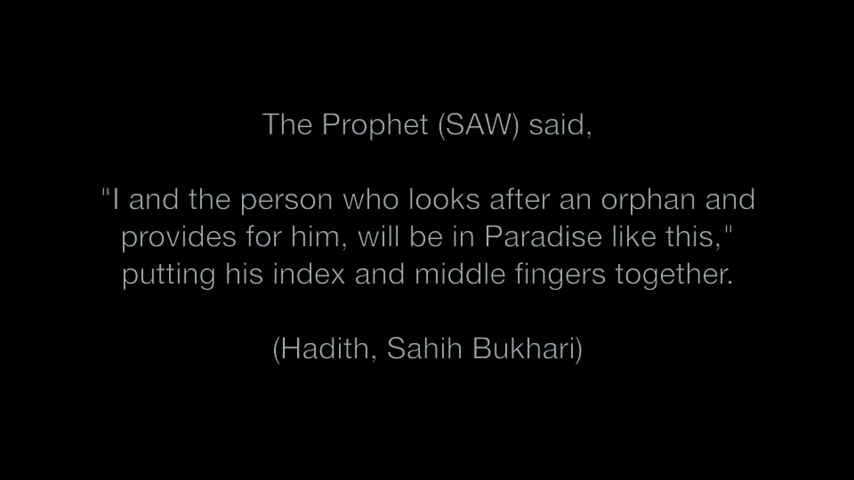 The Prophet (SAW) said,
"I and the person who looks after an orphan and
provides for him, will be in Paradise like this,"
putting his index and middle fingers together.
(Hadith, Sahih Bukhari)